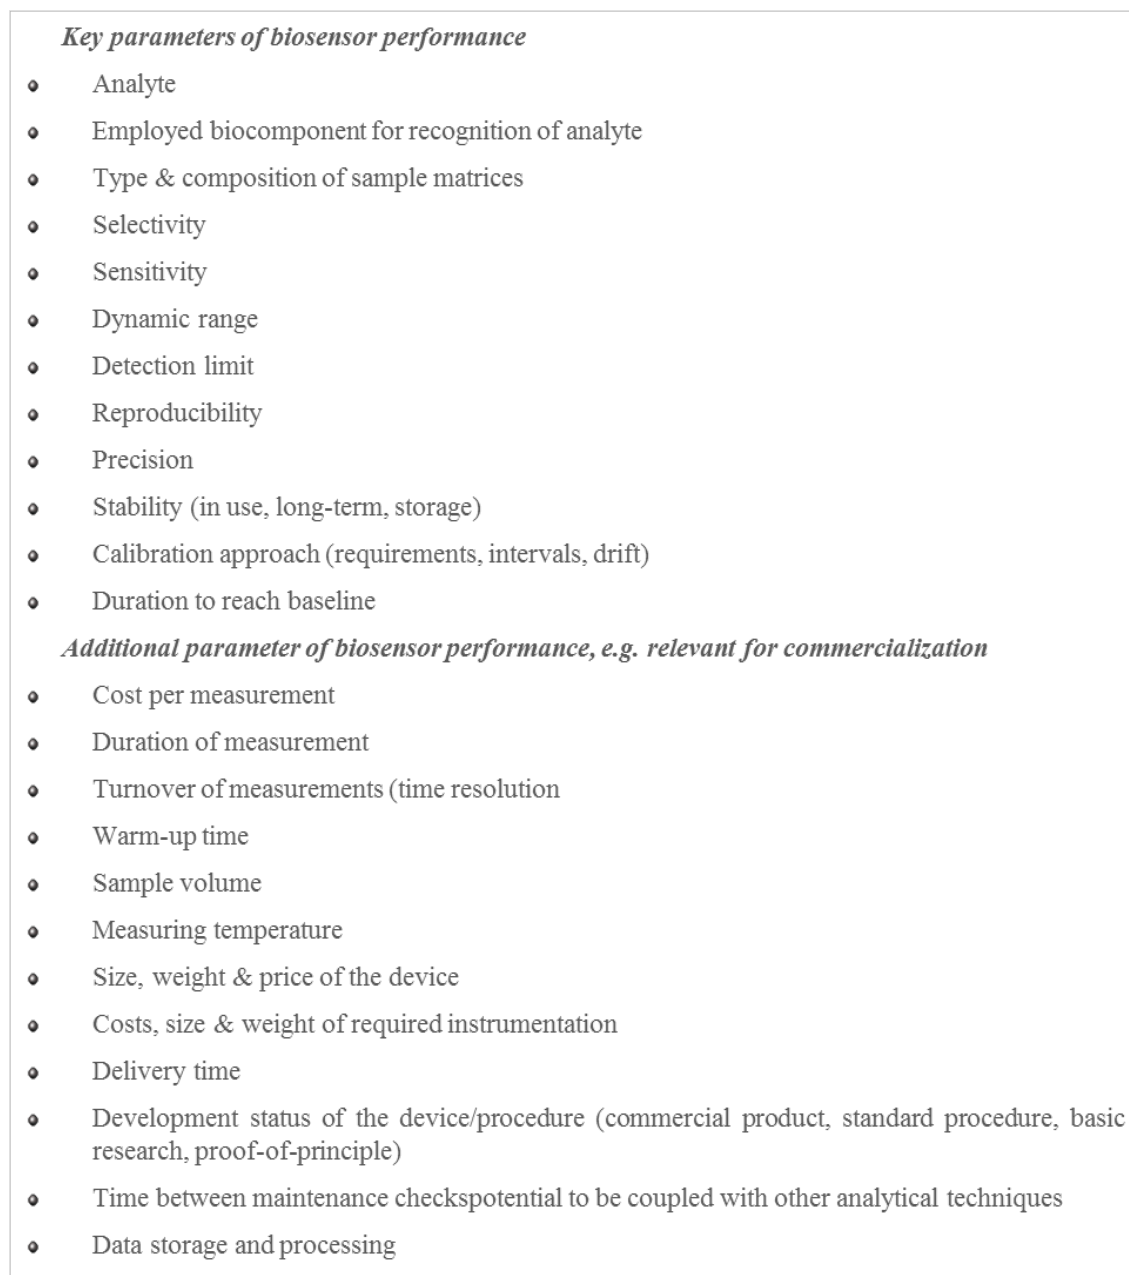 Key parameters of biosensor performance
Analyte
Employed biocomponent for recognition of analyte
Type & composition of sample matrices
Selectivity
Sensitivity
Dynamic range
Detection limit
Reproducibility
Precision
Stability (in use, long-term, storage)
Calibration approach (requirements, intervals, drift)
Duration to reach baseline
Additional parameter of biosensor performance, e.g. relevant for commercialization
Cost per measurement
Duration of measurement
Turnover of measurements (time resolution
Warm-up time
Sample volume
Measuring temperature
Size, weight & price of the device
Costs, size & weight of required instrumentation
Delivery time
Development status of the device/procedure (commercial product, standard procedure, basic
research, proof-of-principle)
Time between maintenance checkspotential to be coupled with other analytical techniques
Data storage and processing